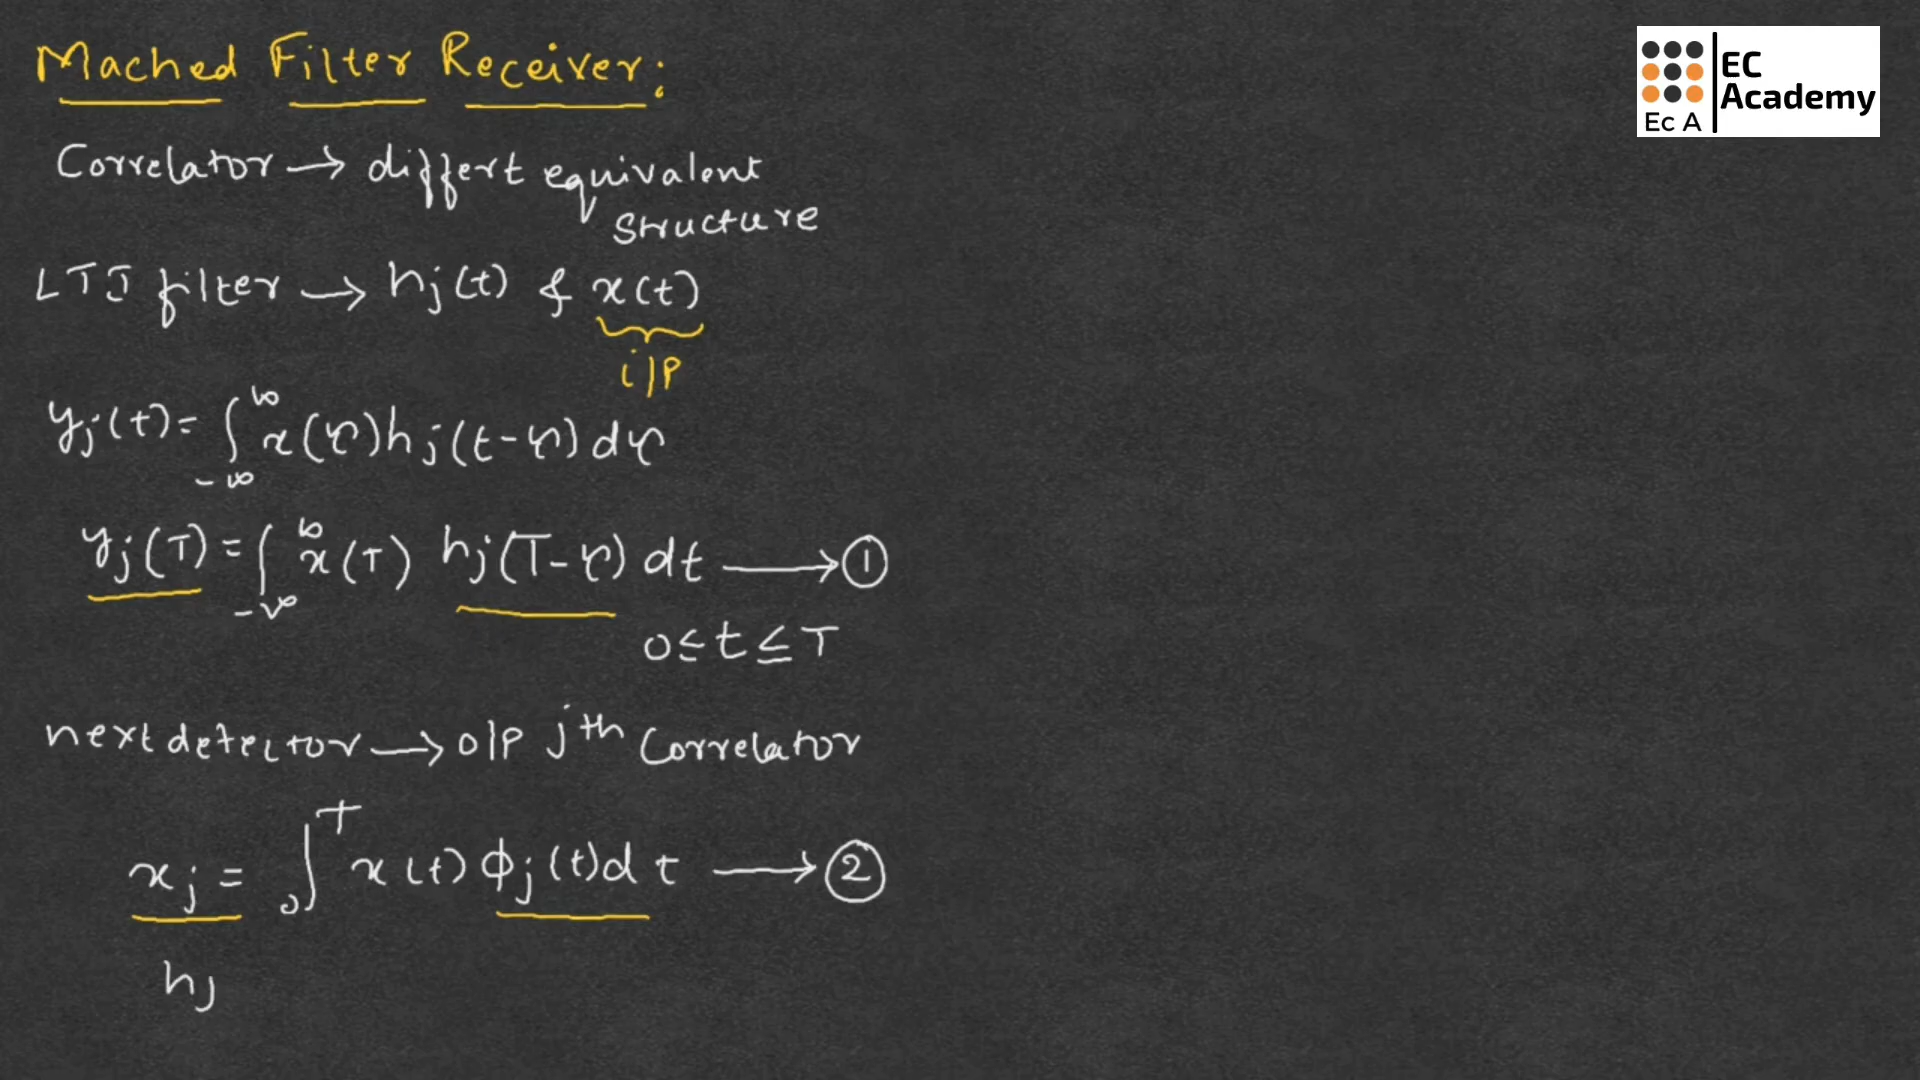 Mached Filter Receiver:
EC
Academy
Ec A
Correlator → differt equivalent
structure
LTI filter → hj(t) & x(t)
i/P
yj(t) = ∫_{-∞}^{∞} x(τ) hj(t-τ) dτ
yj(T) = ∫_{-∞}^{∞} x(T) hj(T-τ) dt → ①
0 ≤ t ≤ T
next detector → o/P jth Correlator
xj = ∫_{0}^{T} x(t) ϕj(t) dt → ②
hj